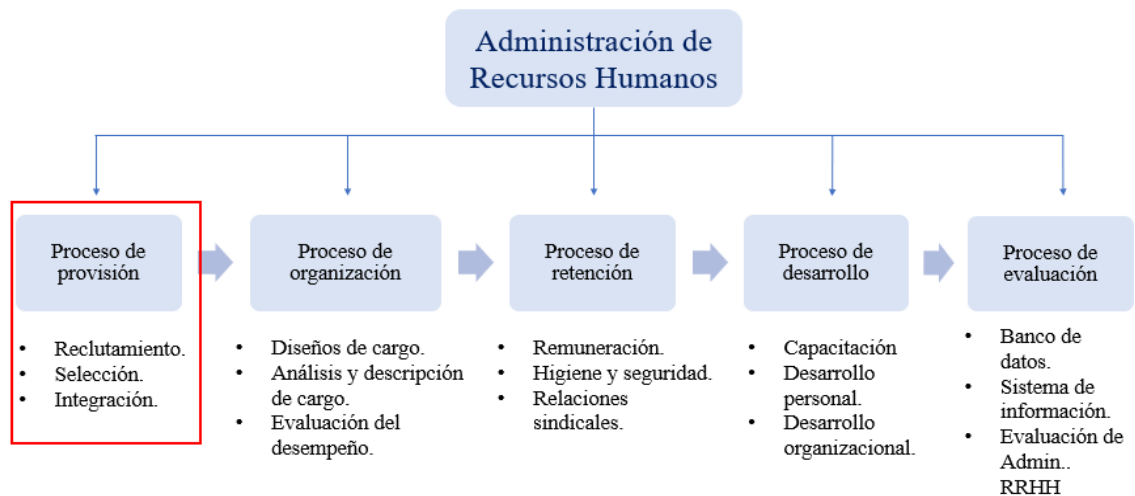 Administración de
Recursos Humanos
Proceso de
provisión
• Reclutamiento.
• Selección.
• Integración.
Proceso de
organización
• Diseños de cargo.
• Análisis y descripción
de cargo.
• Evaluación del
desempeño.
Proceso de
retención
• Remuneración.
• Higiene y seguridad.
• Relaciones
sindicales.
Proceso de
desarrollo
• Capacitación
• Desarrollo
personal.
• Desarrollo
organizacional.
Proceso de
evaluación
• Banco de
datos.
• Sistema de
información.
• Evaluación de
Admin..
RRHH